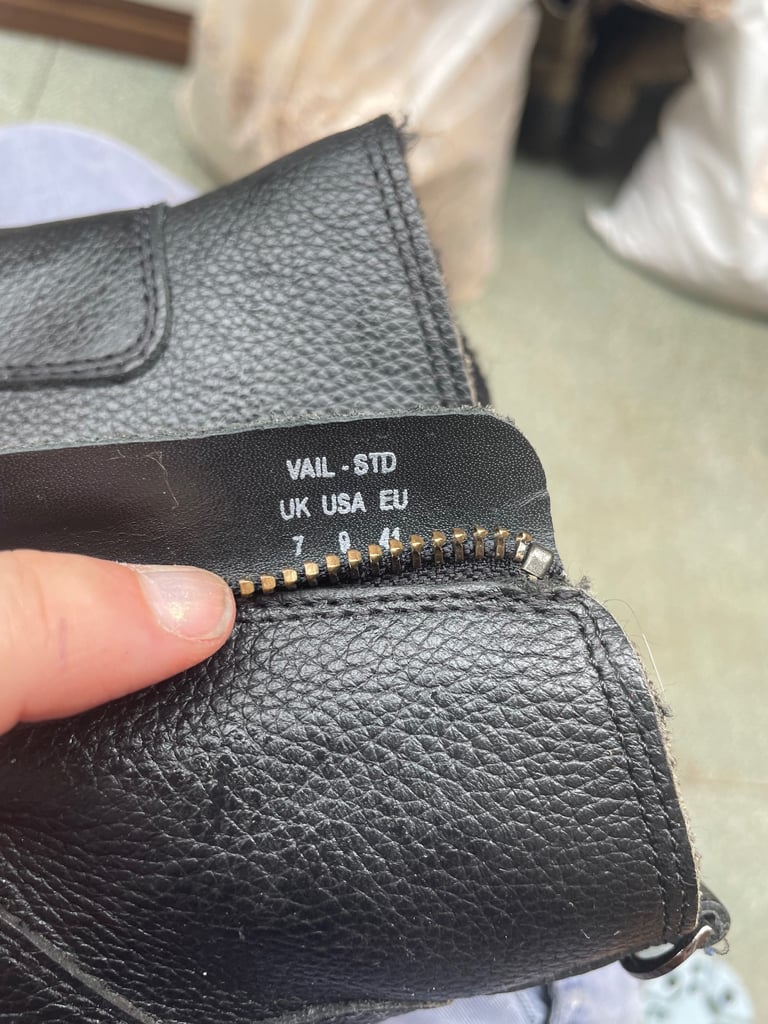 VAIL - STD
UK USA EU
7 9 41